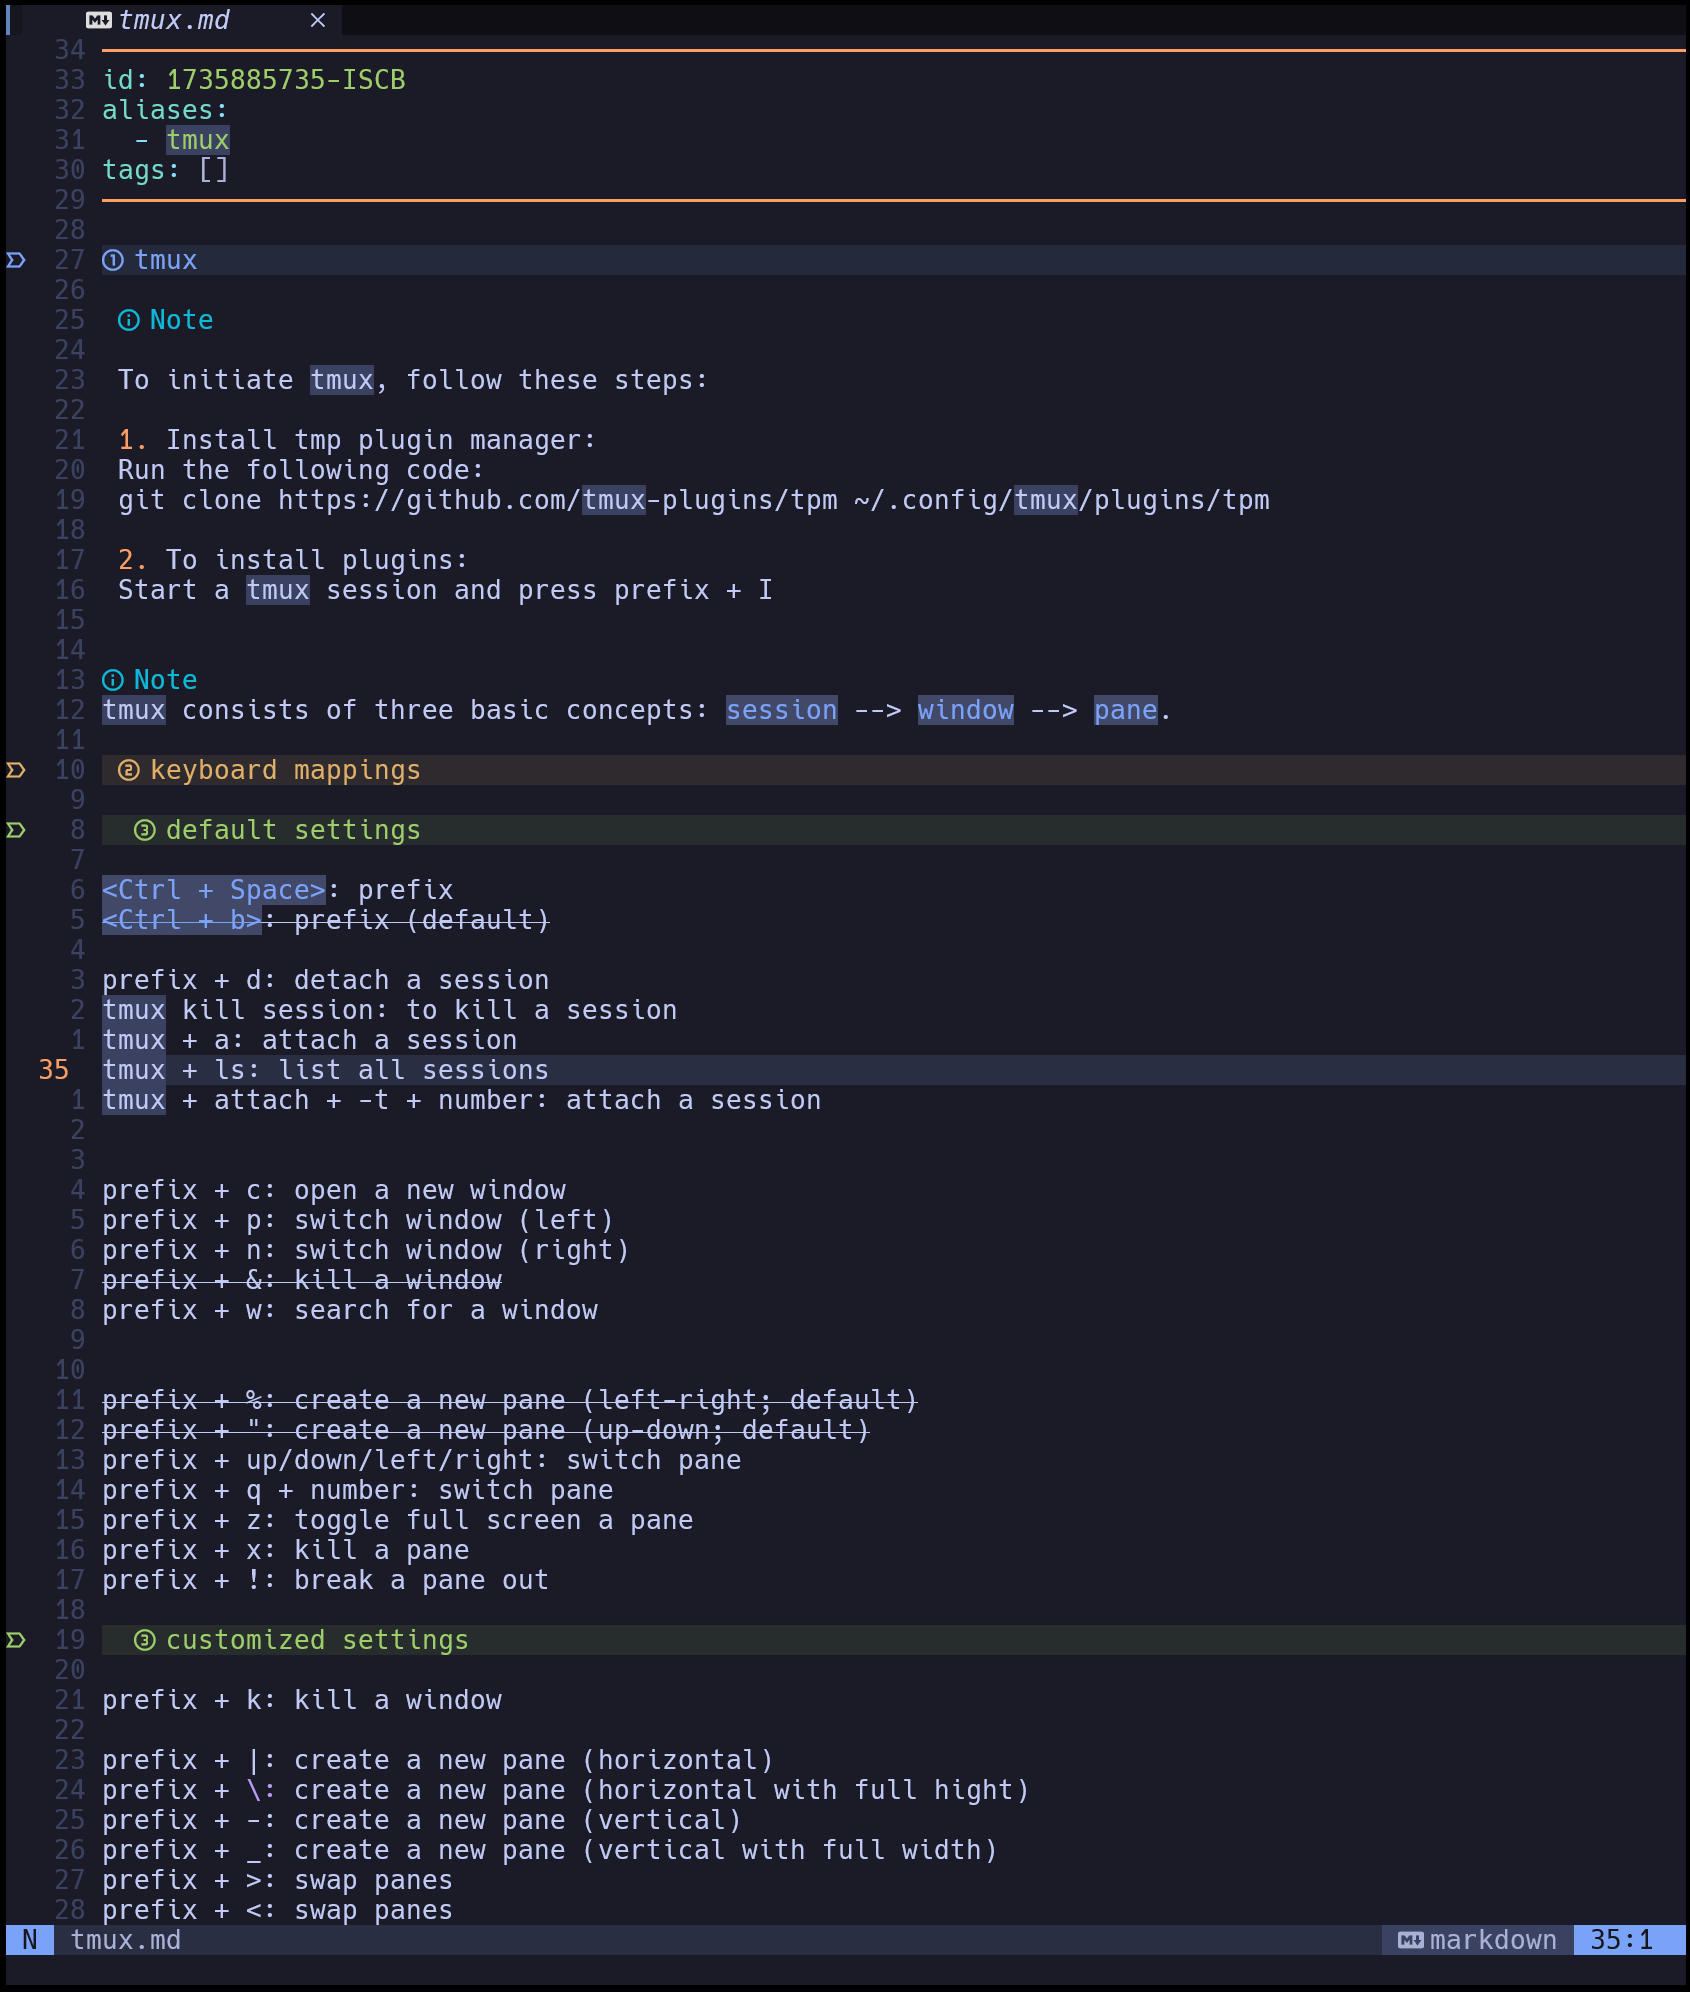 tmux.md ×
34
33 id: 1735885735-ISCB
32 aliases:
31 - tmux
30 tags: []
29
28
27 ① tmux
26
25 Note
24
23 To initiate tmux, follow these steps:
22
21 1. Install tmp plugin manager:
20 Run the following code:
19 git clone https://github.com/tmux-plugins/tpm ~/.config/tmux/plugins/tpm
18
17 2. To install plugins:
16 Start a tmux session and press prefix + I
15
14
13 Note
12 tmux consists of three basic concepts: session --> window --> pane.
11
10 ② keyboard mappings
9
8 ③ default settings
7
6 <Ctrl + Space>: prefix
5 <Ctrl + b>: prefix (default)
4
3 prefix + d: detach a session
2 tmux kill session: to kill a session
1 tmux + a: attach a session
35 tmux + ls: list all sessions
1 tmux + attach + -t + number: attach a session
2
3
4 prefix + c: open a new window
5 prefix + p: switch window (left)
6 prefix + n: switch window (right)
7 prefix + &: kill a window
8 prefix + w: search for a window
9
10
11 prefix + %: create a new pane (left-right; default)
12 prefix + ": create a new pane (up-down; default)
13 prefix + up/down/left/right: switch pane
14 prefix + q + number: switch pane
15 prefix + z: toggle full screen a pane
16 prefix + x: kill a pane
17 prefix + !: break a pane out
18
19 ③ customized settings
20
21 prefix + k: kill a window
22
23 prefix + |: create a new pane (horizontal)
24 prefix + \: create a new pane (horizontal with full hight)
25 prefix + -: create a new pane (vertical)
26 prefix + _: create a new pane (vertical with full width)
27 prefix + >: swap panes
28 prefix + <: swap panes
N tmux.md markdown 35:1